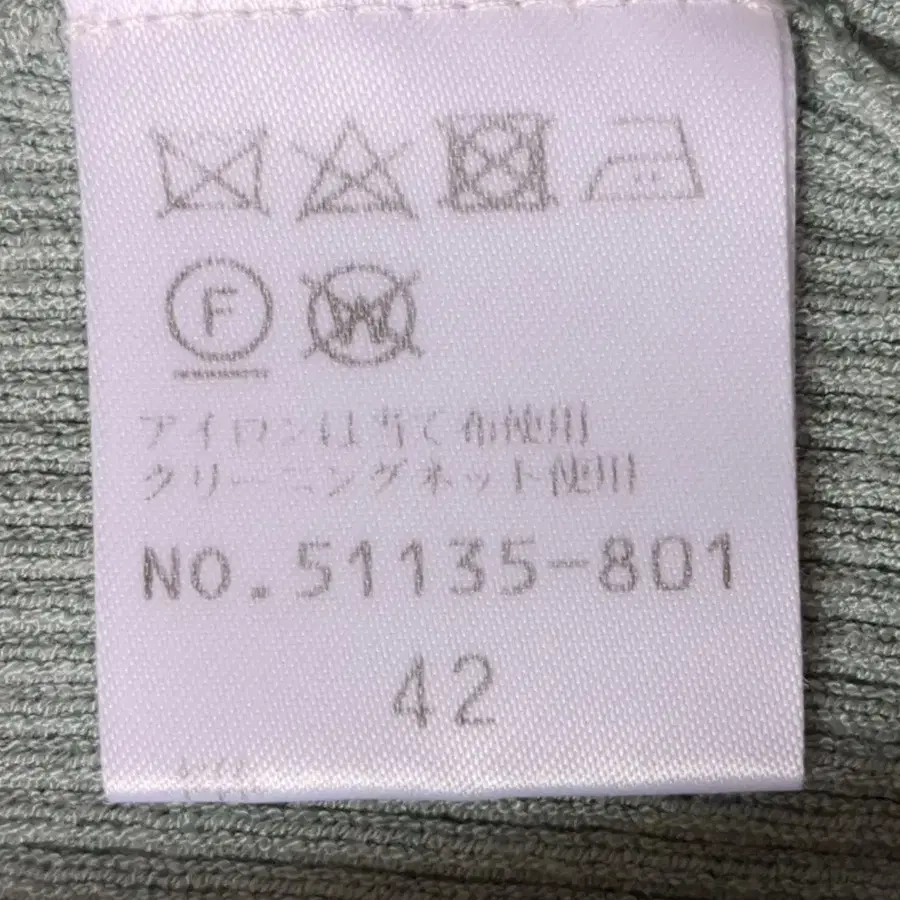 F
W
アイロンは当て布使用
クリーニングネット使用
NO.51135-801
42